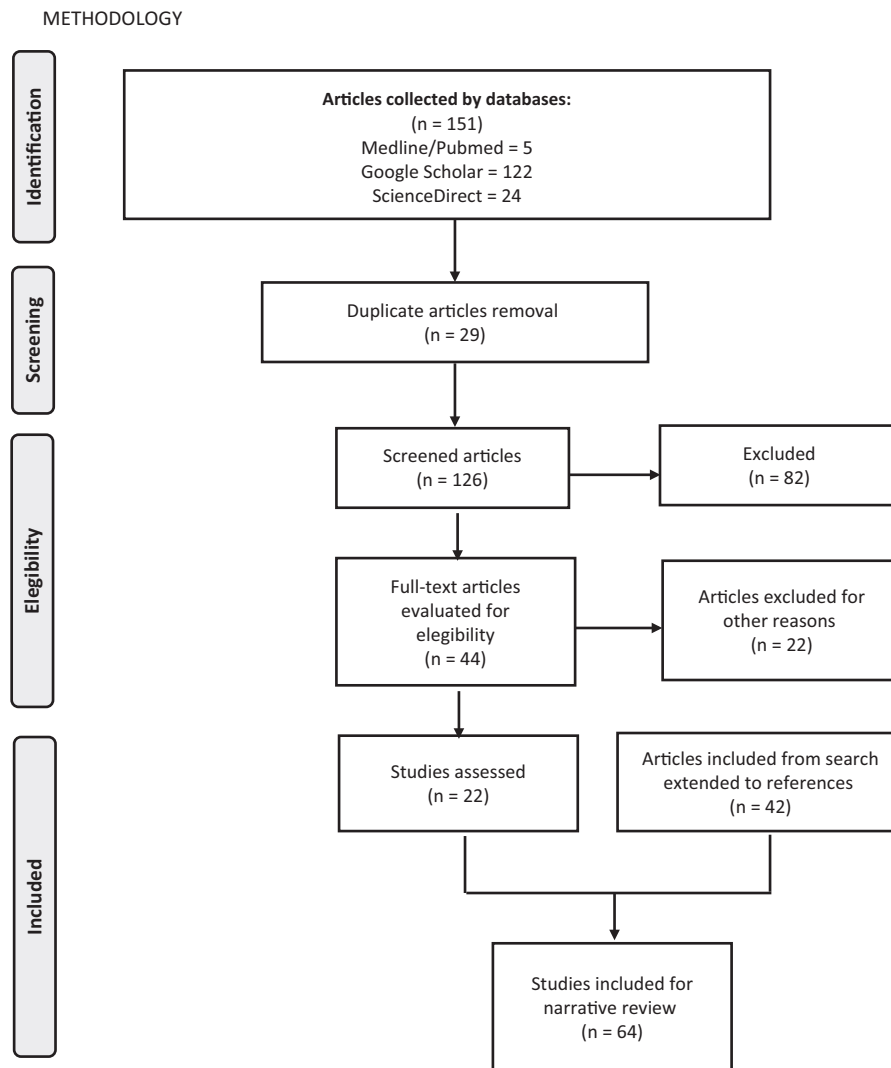 METHODOLOGY
Identification
Articles collected by databases:
(n = 151)
Medline/Pubmed = 5
Google Scholar = 122
ScienceDirect = 24
Screening
Duplicate articles removal
(n = 29)
Elegibility
Screened articles
(n = 126)
Excluded
(n = 82)
Full-text articles
evaluated for
elegibility
(n = 44)
Articles excluded for
other reasons
(n = 22)
Included
Studies assessed
(n = 22)
Articles included from search
extended to references
(n = 42)
Studies included for
narrative review
(n = 64)